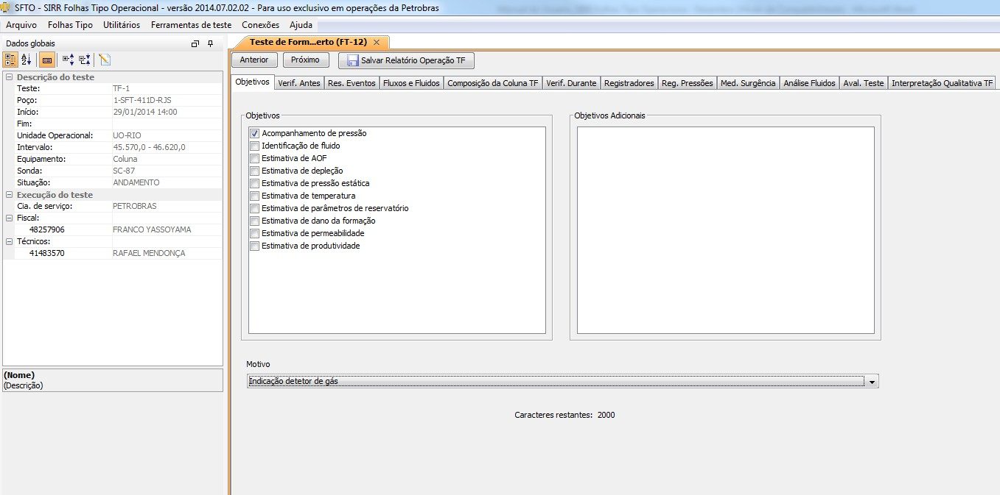 SFTO - SIRR Folhas Tipo Operacional - versão 2014.07.02.02 - Para uso exclusivo em operações da Petrobras
Arquivo Folhas Tipo Utilitários Ferramentas de teste Conexões Ajuda
Dados globais
Descrição do teste
Teste: TF-1
Poço: 1-SFT-411D-RJS
Início: 29/01/2014 14:00
Fim:
Unidade Operacional: UO-RIO
Intervalo: 45.570,0 - 46.620,0
Equipamento: Coluna
Sonda: SC-87
Situação: ANDAMENTO
Execução do teste
Cia. de serviço: PETROBRAS
Fiscal:
48257906 FRANCO YASSOYAMA
Técnicos:
41483570 RAFAEL MENDONÇA
(Nome)
(Descrição)
Teste de Form...erto (FT-12)
Anterior Próximo Salvar Relatório Operação TF
Objetivos Verif. Antes Res. Eventos Fluxos e Fluidos Composição da Coluna TF Verif. Durante Registradores Reg. Pressões Med. Surgência Análise Fluidos Aval. Teste Interpretação Qualitativa TF
Objetivos
Acompanhamento de pressão
Identificação de fluido
Estimativa de AOF
Estimativa de depleção
Estimativa de pressão estática
Estimativa de temperatura
Estimativa de parâmetros de reservatório
Estimativa de dano da formação
Estimativa de permeabilidade
Estimativa de produtividade
Objetivos Adicionais
Motivo
Indicação detetor de gás
Caracteres restantes: 2000